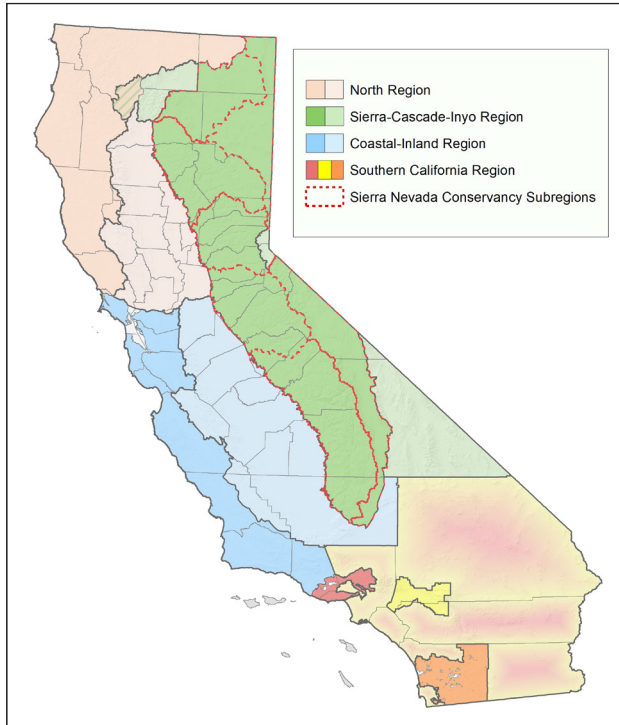 North Region
Sierra-Cascade-Inyo Region
Coastal-Inland Region
Southern California Region
Sierra Nevada Conservancy Subregions